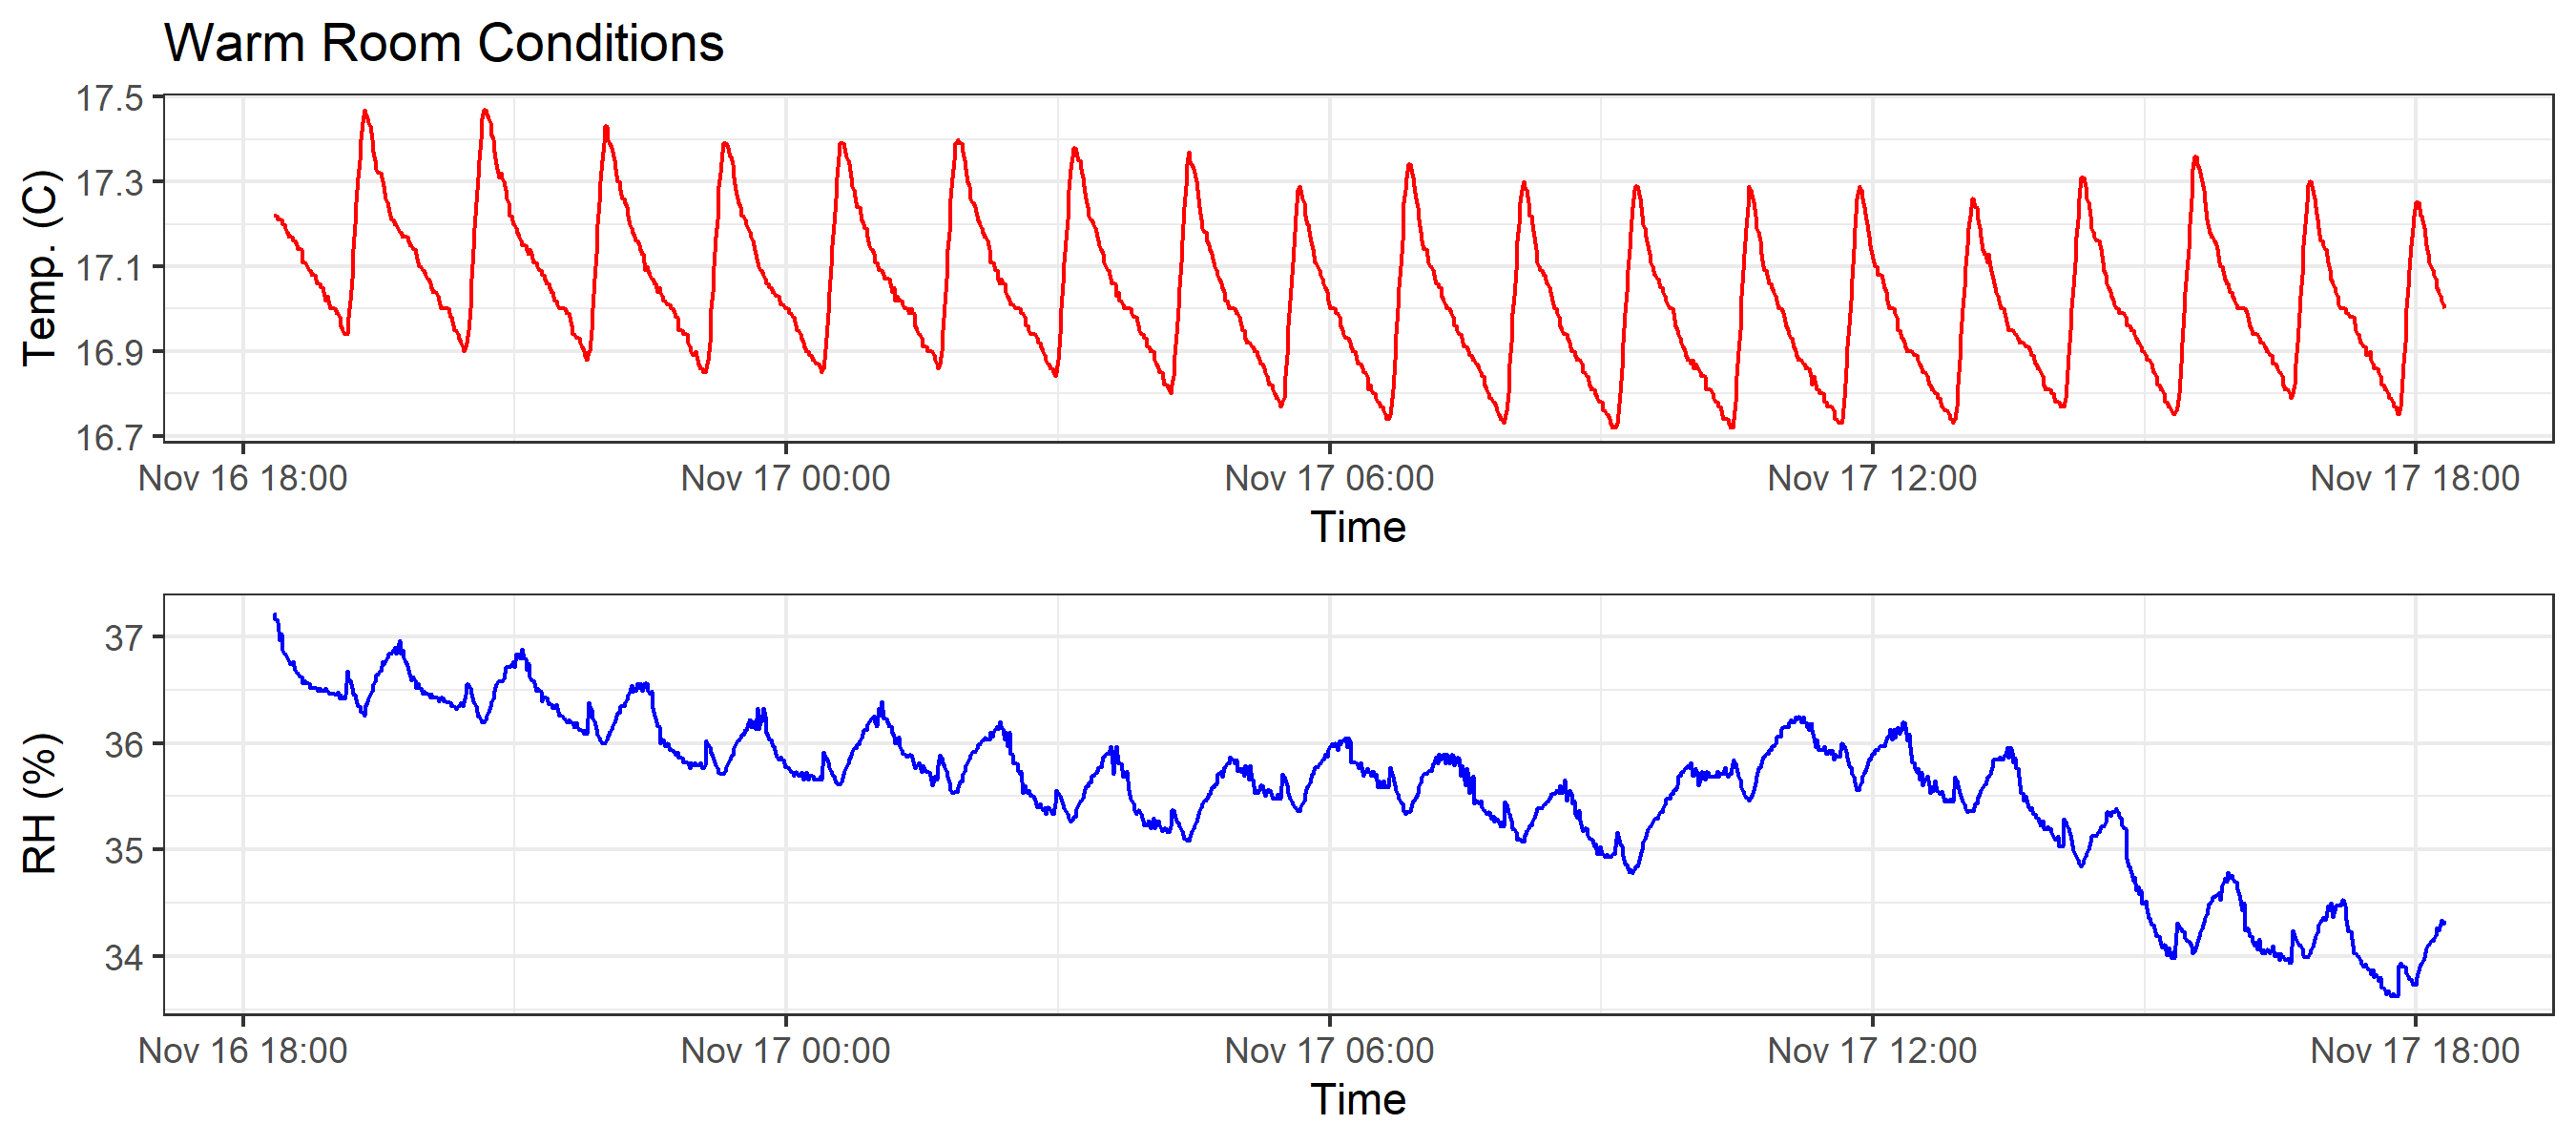 Warm Room Conditions
Temp. (C)
17.5
17.3
17.1
16.9
16.7
Nov 16 18:00 Nov 17 00:00 Nov 17 06:00 Nov 17 12:00 Nov 17 18:00
Time
RH (%)
37
36
35
34
Nov 16 18:00 Nov 17 00:00 Nov 17 06:00 Nov 17 12:00 Nov 17 18:00
Time